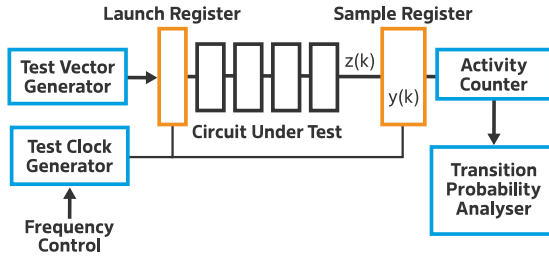 Launch Register
Sample Register
Test Vector
Generator
z(k)
y(k)
Activity
Counter
Circuit Under Test
Test Clock
Generator
Transition
Probability
Analyser
Frequency
Control